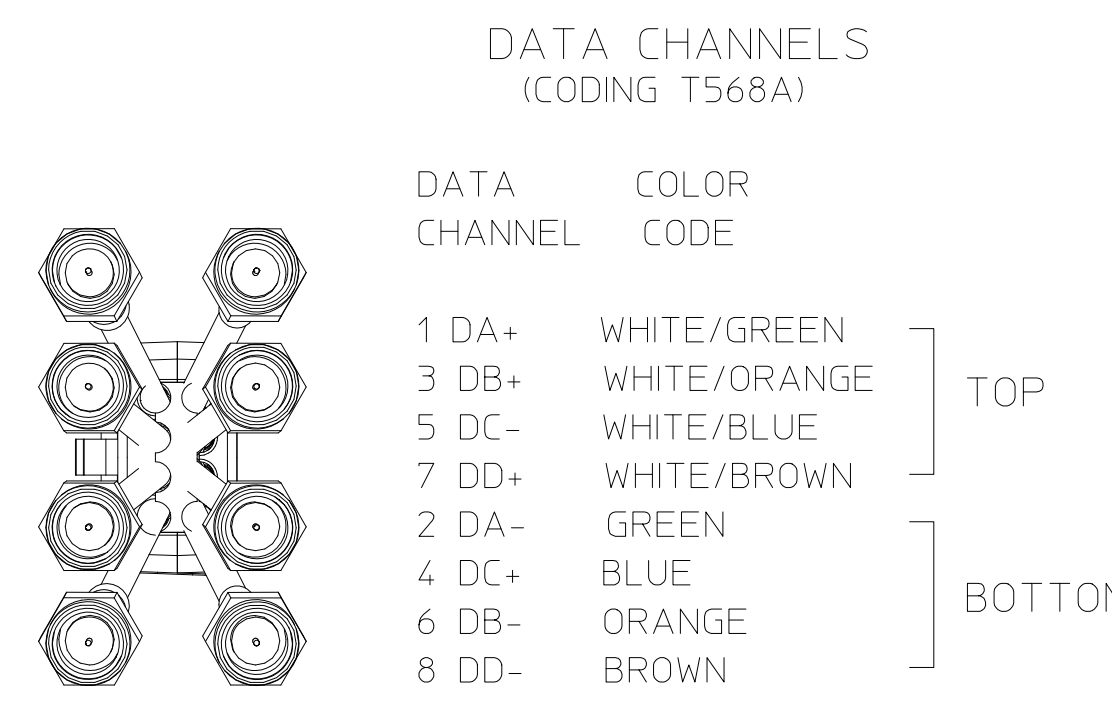 DATA CHANNELS
(CODING T568A)
DATA COLOR
CHANNEL CODE
1 DA+ WHITE/GREEN
3 DB+ WHITE/ORANGE
5 DC- WHITE/BLUE
7 DD+ WHITE/BROWN
TOP
2 DA- GREEN
4 DC+ BLUE
6 DB- ORANGE
8 DD- BROWN